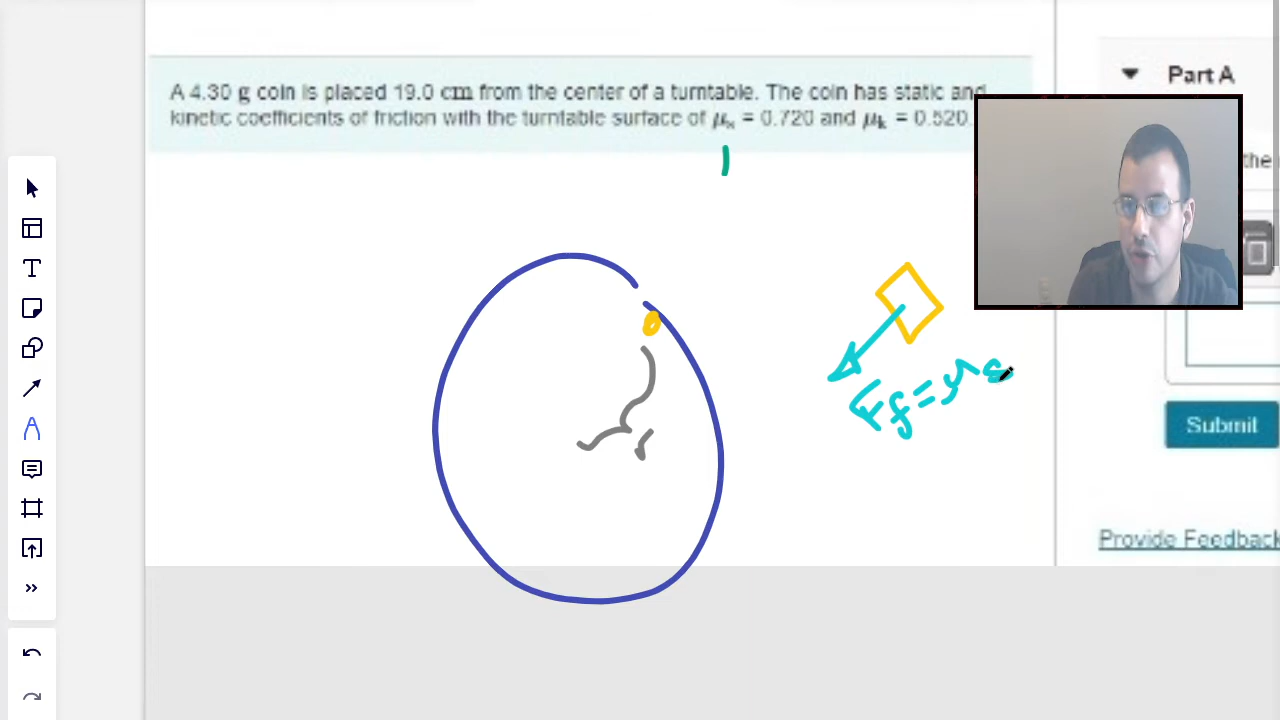 A 4.30 g coin is placed 19.0 cm from the center of a turntable. The coin has static and
kinetic coefficients of friction with the turntable surface of μs = 0.720 and μk = 0.520
Part A
the
Ff=μs
Submit
Provide Feedback